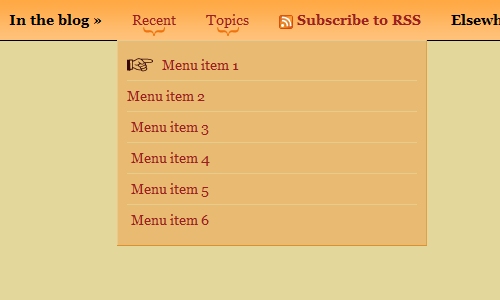 In the blog » Recent Topics Subscribe to RSS Elsewh
Menu item 1
Menu item 2
Menu item 3
Menu item 4
Menu item 5
Menu item 6